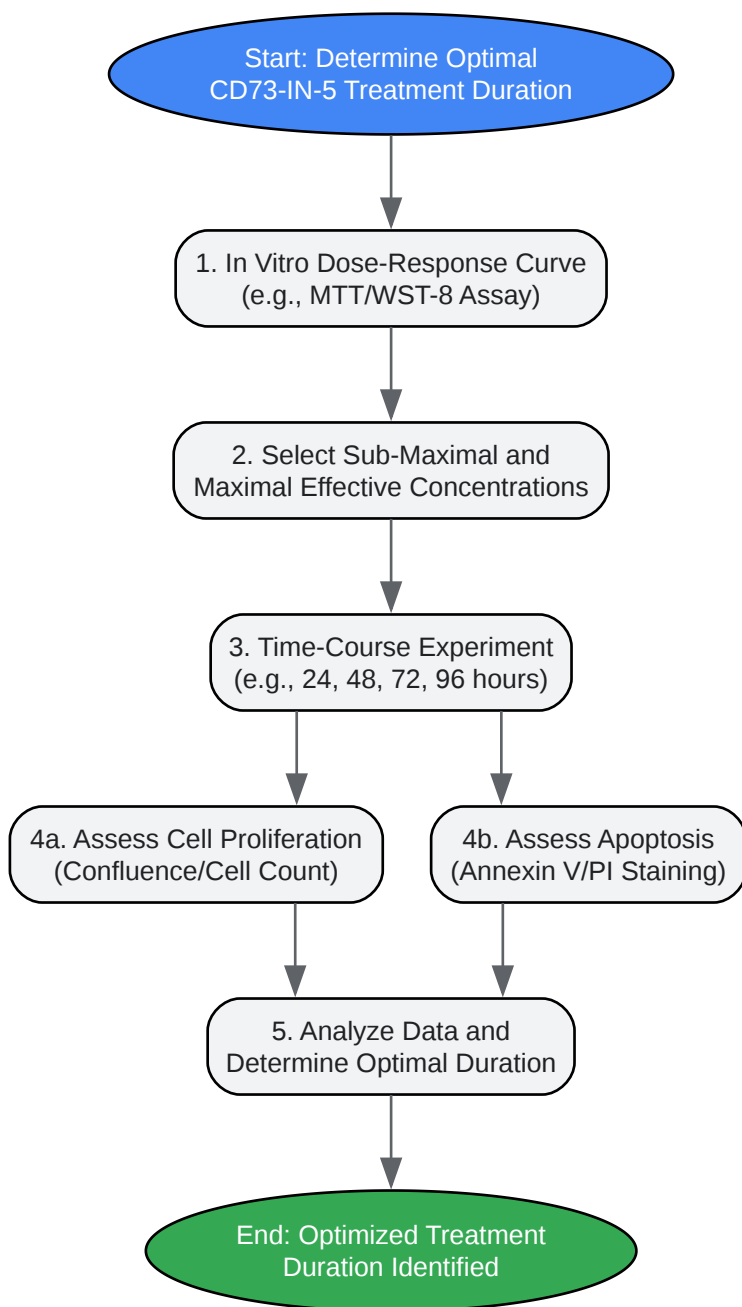 Start: Determine Optimal
CD73-IN-5 Treatment Duration
1. In Vitro Dose-Response Curve
(e.g., MTT/WST-8 Assay)
2. Select Sub-Maximal and
Maximal Effective Concentrations
3. Time-Course Experiment
(e.g., 24, 48, 72, 96 hours)
4a. Assess Cell Proliferation
(Confluence/Cell Count)
4b. Assess Apoptosis
(Annexin V/PI Staining)
5. Analyze Data and
Determine Optimal Duration
End: Optimized Treatment
Duration Identified